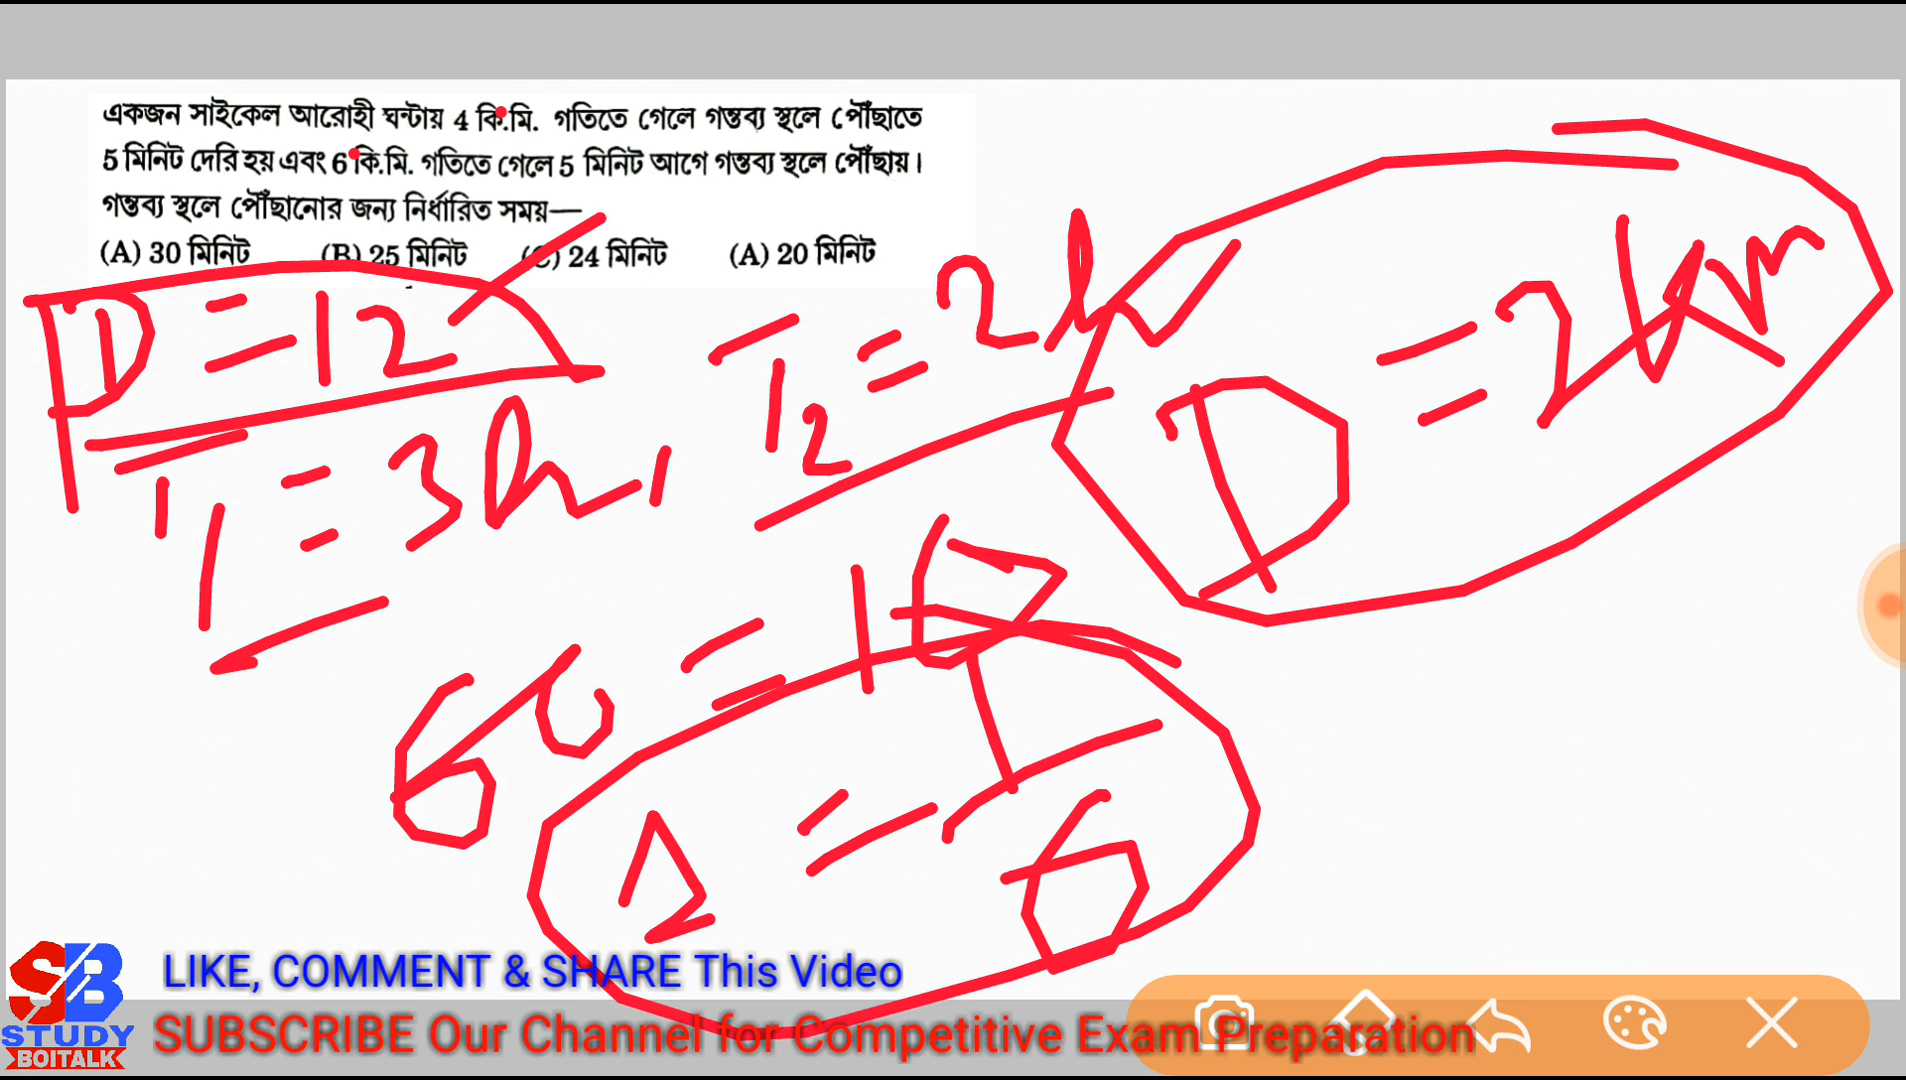 একজন সাইকেল আরোহী ঘন্টায় 4 কি.মি. গতিতে গেলে গন্তব্য স্থলে পৌঁছাতে
5 মিনিট দেরি হয় এবং 6 কি.মি. গতিতে গেলে 5 মিনিট আগে গন্তব্য স্থলে পৌঁছায়।
গন্তব্য স্থলে পৌঁছানোর জন্য নির্ধারিত সময়—
(A) 30 মিনিট (B) 25 মিনিট (C) 24 মিনিট (A) 20 মিনিট
D = 12
T₁ = 3h, T₂ = 2h
D = 2km
60 = 1
2 =
LIKE, COMMENT & SHARE This Video
SB
STUDY
BOITALK
SUBSCRIBE Our Channel for Competitive Exam Preparation